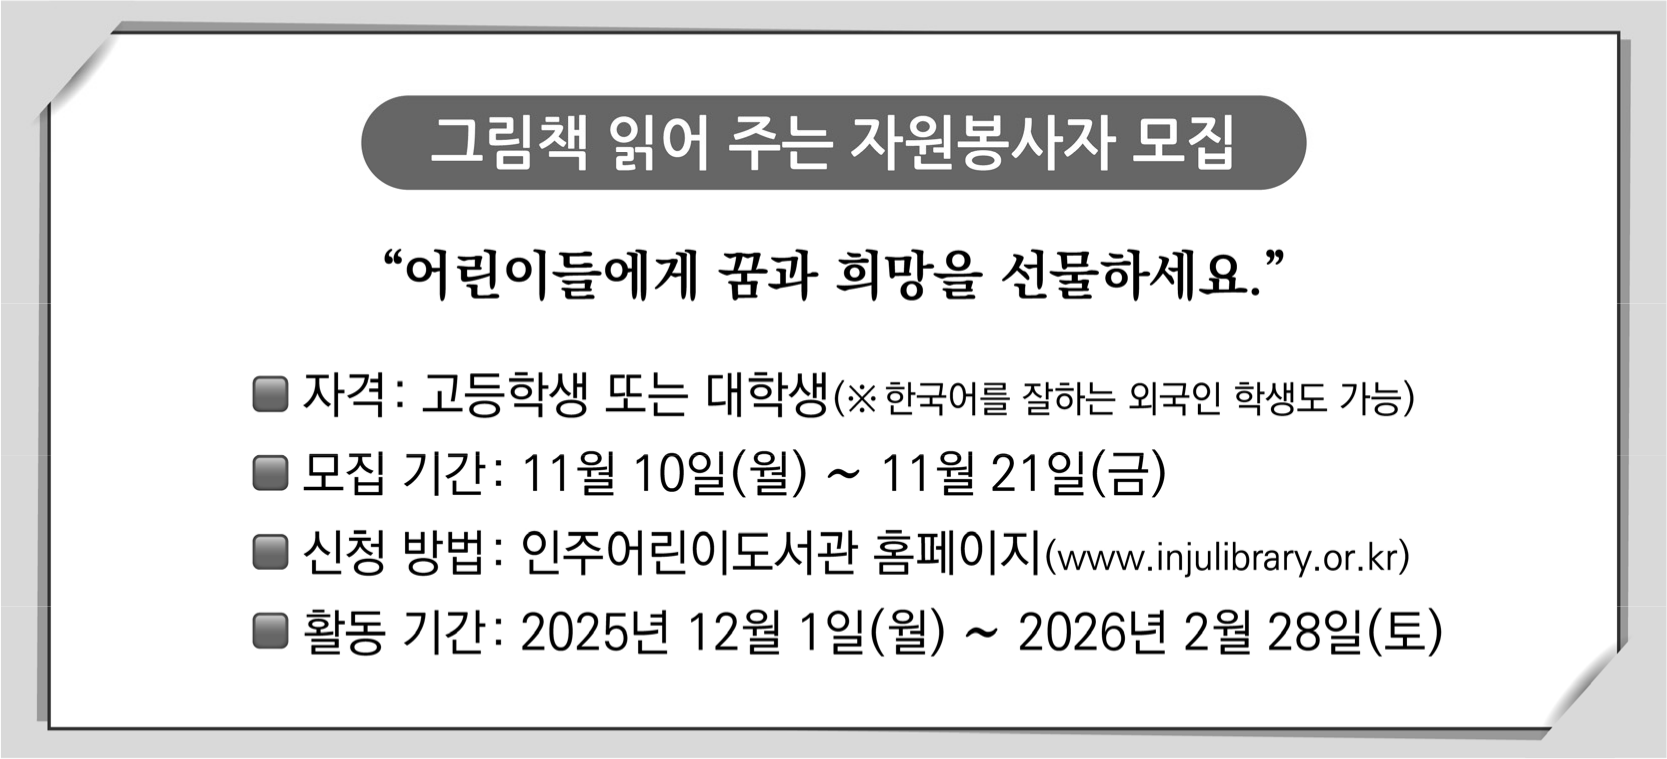 그림책 읽어 주는 자원봉사자 모집
“어린이들에게 꿈과 희망을 선물하세요.”
자격: 고등학생 또는 대학생(※ 한국어를 잘하는 외국인 학생도 가능)
모집 기간: 11월 10일(월) ~ 11월 21일(금)
신청 방법: 인주어린이도서관 홈페이지(www.injulibrary.or.kr)
활동 기간: 2025년 12월 1일(월) ~ 2026년 2월 28일(토)